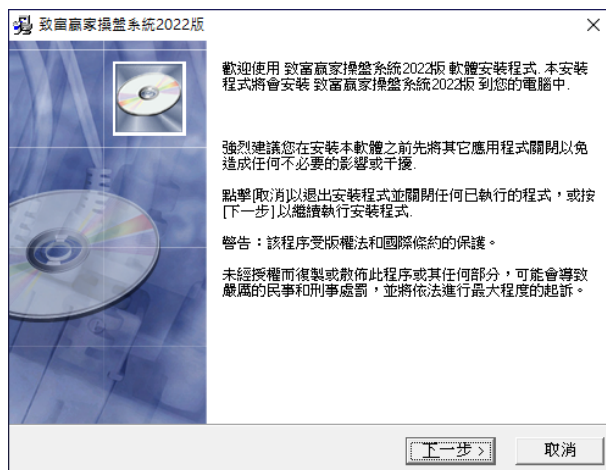 致富贏家操盤系統2022版
歡迎使用 致富贏家操盤系統2022版 軟體安裝程式. 本安裝
程式將會安裝 致富贏家操盤系統2022版 到您的電腦中.
強烈建議您在安裝本軟體之前先將其它應用程式關閉以免
造成任何不必要的影響或干擾.
點擊[取消]以退出安裝程式並關閉任何已執行的程式，或按
[下一步]以繼續執行安裝程式.
警告：該程序受版權法和國際條約的保護。
未經授權而復製或散佈此程序或其任何部分，可能會導致
嚴厲的民事和刑事處罰，並將依法進行最大程度的起訴。
下一步 >
取消